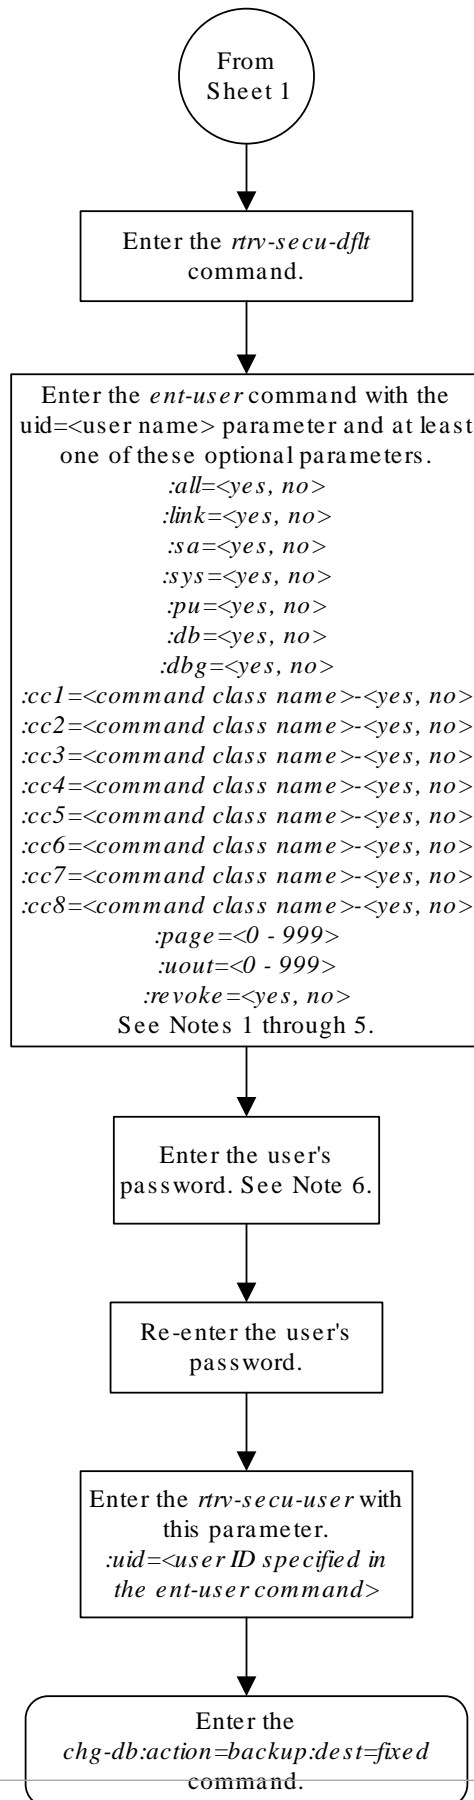 From
Sheet 1
Enter the rtrv-secu-dflt
command.
Enter the ent-user command with the
uid=<user name> parameter and at least
one of these optional parameters.
:all=<yes, no>
:link=<yes, no>
:sa=<yes, no>
:sys=<yes, no>
:pu=<yes, no>
:db=<yes, no>
:dbg=<yes, no>
:cc1=<command class name>-<yes, no>
:cc2=<command class name>-<yes, no>
:cc3=<command class name>-<yes, no>
:cc4=<command class name>-<yes, no>
:cc5=<command class name>-<yes, no>
:cc6=<command class name>-<yes, no>
:cc7=<command class name>-<yes, no>
:cc8=<command class name>-<yes, no>
:page=<0 - 999>
:uout=<0 - 999>
:revoke=<yes, no>
See Notes 1 through 5.
Enter the user's
password. See Note 6.
Re-enter the user's
password.
Enter the rtrv-secu-user with
this parameter.
:uid=<user ID specified in
the ent-user command>
Enter the
chg-db:action=backup:dest=fixed
command.